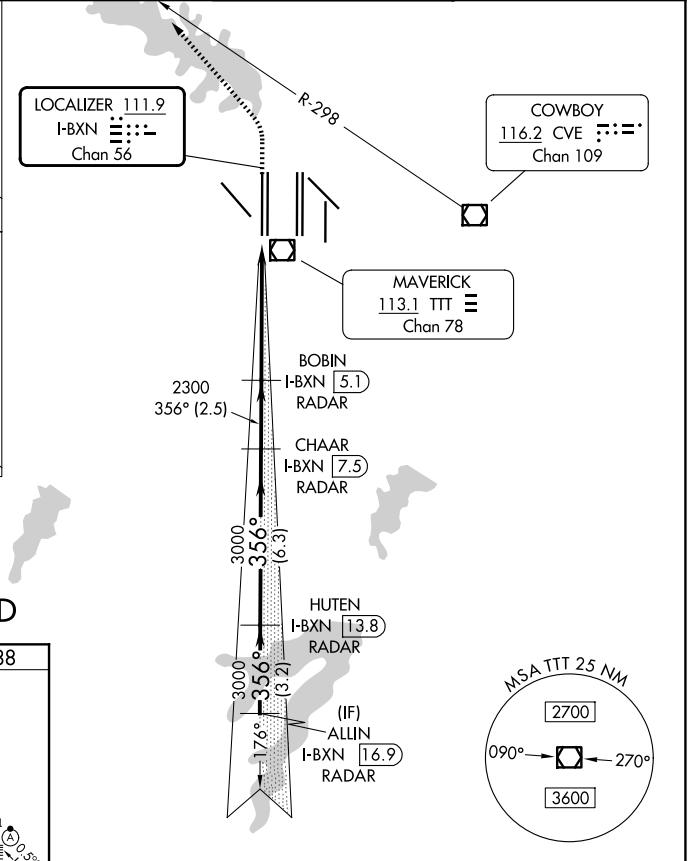 R-298
LOCALIZER 111.9
I-BXN
Chan 56
COWBOY
116.2 CVE
Chan 109
MAVERICK
113.1 TTT
Chan 78
BOBIN
I-BXN 5.1
RADAR
2300
356° (2.5)
CHAAR
I-BXN 7.5
RADAR
3000
356°
(6.3)
HUTEN
I-BXN 13.8
RADAR
3000
356°
(3.2)
(IF)
ALLIN
I-BXN 16.9
RADAR
176°
MSA TTT 25 NM
2700
090°
270°
3600
D
38
A
0.5°